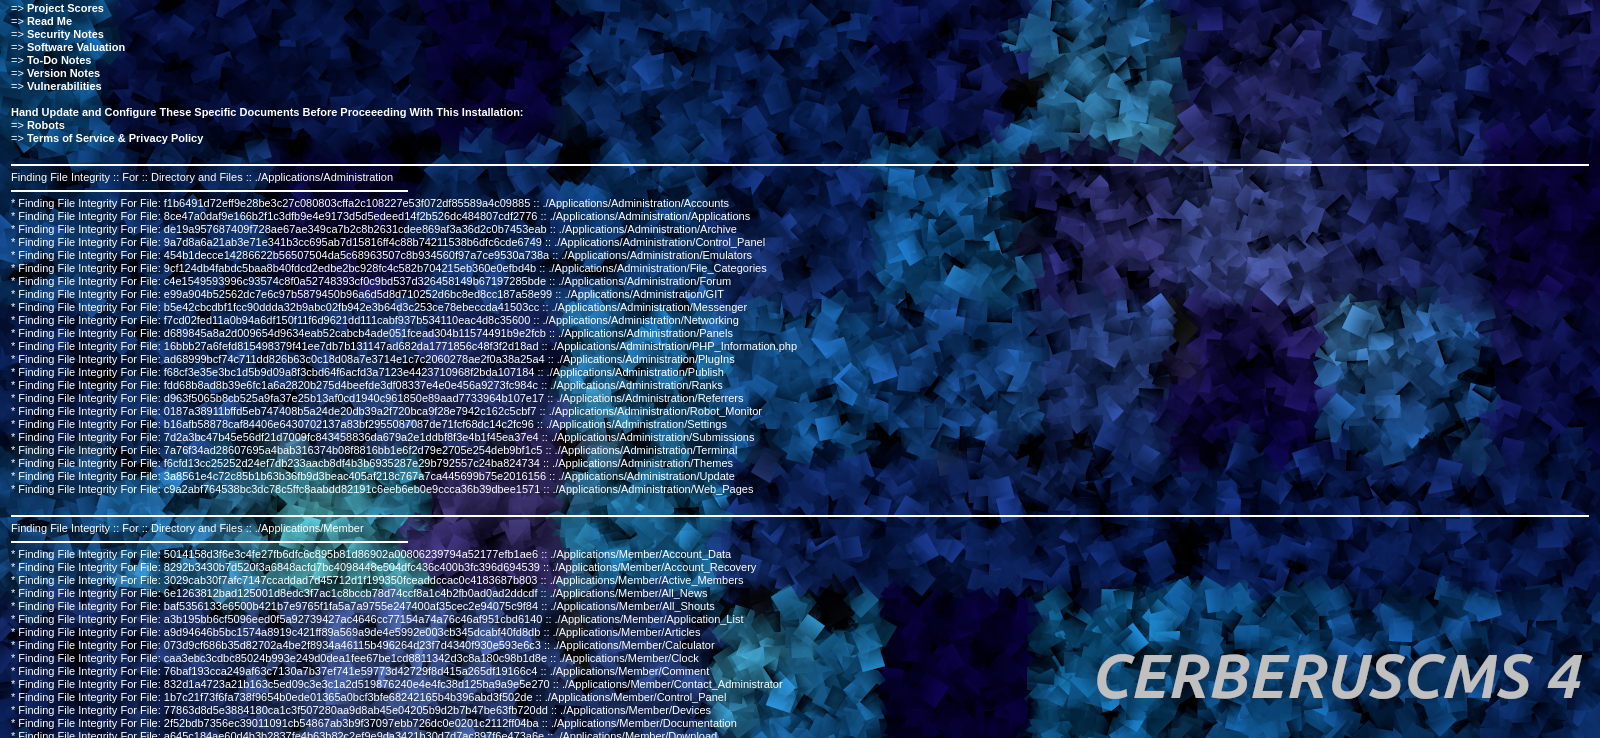 => Project Scores
=> Read Me
=> Security Notes
=> Software Valuation
=> To-Do Notes
=> Version Notes
=> Vulnerabilities
Hand Update and Configure These Specific Documents Before Proceeeding With This Installation:
=> Robots
=> Terms of Service & Privacy Policy
Finding File Integrity :: For :: Directory and Files :: ./Applications/Administration
* Finding File Integrity For File: f1b6491d72eff9e28be3c27c080803cffa2c108227e53f072df85589a4c09885 :: ./Applications/Administration/Accounts
* Finding File Integrity For File: 8ce47a0daf9e166b2f1c3dfb9e4e9173d5d5edeed14f2b526dc484807cdf2776 :: ./Applications/Administration/Applications
* Finding File Integrity For File: de19a957687409f728ae67ae349ca7b2c8b2631cdee869af3a36d2c0b7453eab :: ./Applications/Administration/Archive
* Finding File Integrity For File: 9a7d8a6a21ab3e71e341b3cc695ab7d15816ff4c88b74211538b6dfc6cde6749 :: ./Applications/Administration/Control_Panel
* Finding File Integrity For File: 454b1decce14286622b56507504da5c68963507c8b934560f97a7ce9530a738a :: ./Applications/Administration/Emulators
* Finding File Integrity For File: 9cf124db4fabdc5baa8b40fdcd2edbe2bc928fc4c582b704215eb360e0efbd4b :: ./Applications/Administration/File_Categories
* Finding File Integrity For File: c4e1549593996c93574c8f0a52748393cf0c9bd537d326458149b67197285bde :: ./Applications/Administration/Forum
* Finding File Integrity For File: e99a904b52562dc7e6c97b5879450b96a6d5d8d710252d6bc8ed8cc187a58e99 :: ./Applications/Administration/GIT
* Finding File Integrity For File: b5e42cbcdbf1fcc90ddda32b9abc02fb942e3b64d3c253ce78ebeccda41503cc :: ./Applications/Administration/Messenger
* Finding File Integrity For File: f7cd02fed11a0b94a6df150f11f6d9621dd111cabf937b534110eac4d8c35600 :: ./Applications/Administration/Networking
* Finding File Integrity For File: d689845a8a2d009654d9634eab52cabcb4ade051fcead304b11574491b9e2fcb :: ./Applications/Administration/Panels
* Finding File Integrity For File: 16bbb27a6fefd815498379f41ee7db7b131147ad682da1771856c48f3f2d18ad :: ./Applications/Administration/PHP_Information.php
* Finding File Integrity For File: ad68999bcf74c711dd826b63c0c18d08a7e3714e1c7c2060278ae2f0a38a25a4 :: ./Applications/Administration/PlugIns
* Finding File Integrity For File: f68cf3e35e3bc1d5b9d09a8f3cbd64f6acfd3a7123e4423710968f2bda107184 :: ./Applications/Administration/Publish
* Finding File Integrity For File: fdd68b8ad8b39e6fc1a6a2820b275d4beefde3df08337e4e0e456a9273fc984c :: ./Applications/Administration/Ranks
* Finding File Integrity For File: d963f5065b8cb525a9fa37e25b13af0cd1940c961850e89aad7733964b107e17 :: ./Applications/Administration/Referrers
* Finding File Integrity For File: 0187a38911bffd5eb747408b5a24de20db39a2f720bca9f28e7942c162c5cbf7 :: ./Applications/Administration/Robot_Monitor
* Finding File Integrity For File: b16afb58878caf84406e6430702137a83bf2955087087de71fcf68dc14c2fc96 :: ./Applications/Administration/Settings
* Finding File Integrity For File: 7d2a3bc47b45e56df21d7009fc843458836da679a2e1ddbf8f3e4b1f45ea37e4 :: ./Applications/Administration/Submissions
* Finding File Integrity For File: 7a76f34ad28607695a4bab316374b08f8816bb1e6f2d79e2705e254deb9bf1c5 :: ./Applications/Administration/Terminal
* Finding File Integrity For File: f6cfd13cc25252d24ef7db233aacb8df4b3b6935287e29b792557c24ba824734 :: ./Applications/Administration/Themes
* Finding File Integrity For File: 3a8561e4c72c85b1b63b36fb9d3beac405af218c767a7ca445699b75e2016156 :: ./Applications/Administration/Update
* Finding File Integrity For File: c9a2abf764538bc3dc78c5ffc8aabdd82191c6eeb6eb0e9ccca36b39dbee1571 :: ./Applications/Administration/Web_Pages
Finding File Integrity :: For :: Directory and Files :: ./Applications/Member
* Finding File Integrity For File: 5014158d3f6e3c4fe27fb6dfc6c895b81d86902a00806239794a52177efb1ae6 :: ./Applications/Member/Account_Data
* Finding File Integrity For File: 8292b3430b7d520f3a6848acfd7bc4098448e504dfc436c400b3fc396d694539 :: ./Applications/Member/Account_Recovery
* Finding File Integrity For File: 3029cab30f7afc7147ccaddad7d45712d1f199350fceaddccac0c4183687b803 :: ./Applications/Member/Active_Members
* Finding File Integrity For File: 6e1263812bad125001d8edc3f7ac1c8bccb78d74ccf8a1c4b2fb0ad0ad2ddcdf :: ./Applications/Member/All_News
* Finding File Integrity For File: baf5356133e6500b421b7e9765f1fa5a7a9755e247400af35cec2e94075c9f84 :: ./Applications/Member/All_Shouts
* Finding File Integrity For File: a3b195bb6cf5096eed0f5a92739427ac4646cc77154a74a76c46af951cbd6140 :: ./Applications/Member/Application_List
* Finding File Integrity For File: a9d94646b5bc1574a8919c421ff89a569a9de4e5992e003cb345dcabf40fd8db :: ./Applications/Member/Articles
* Finding File Integrity For File: 073d9cf686b35d82702a4be2f8934a46115b496264d23f7d4340f930e593e6c3 :: ./Applications/Member/Calculator
* Finding File Integrity For File: caa3ebc3cdbc85024b993e249d0dea1fee67be1cd8811342d3c8a180c98b1d8e :: ./Applications/Member/Clock
* Finding File Integrity For File: 76baf193cca249af63c7130a7b37ef741e59773d42729f8d415a265df19166c4 :: ./Applications/Member/Comment
* Finding File Integrity For File: 832d1a4723a21b163c5ed09c3e3c1a2d519876240e4e4fc38d125ba9a9e5e270 :: ./Applications/Member/Contact_Administrator
* Finding File Integrity For File: 1b7c21f73f6fa738f9654b0ede01365a0bcf3bfe68242165b4b396abd3f502de :: ./Applications/Member/Control_Panel
* Finding File Integrity For File: 77863d8d5e3884180ca1c3f507280aa9d8ab45e04205b9d2b7b47be63fb720dd :: ./Applications/Member/Devices
* Finding File Integrity For File: 2f52bdb7356ec39011091cb54867ab3b9f37097ebb726dc0e0201c2112ff04ba :: ./Applications/Member/Documentation
* Finding File Integrity For File: a645c184ae60d4b3b2837fe4b63b82c2ef9e9da3421b30d7d7ac897f6e473a6e :: ./Applications/Member/Download
CERBERUSCMS 4